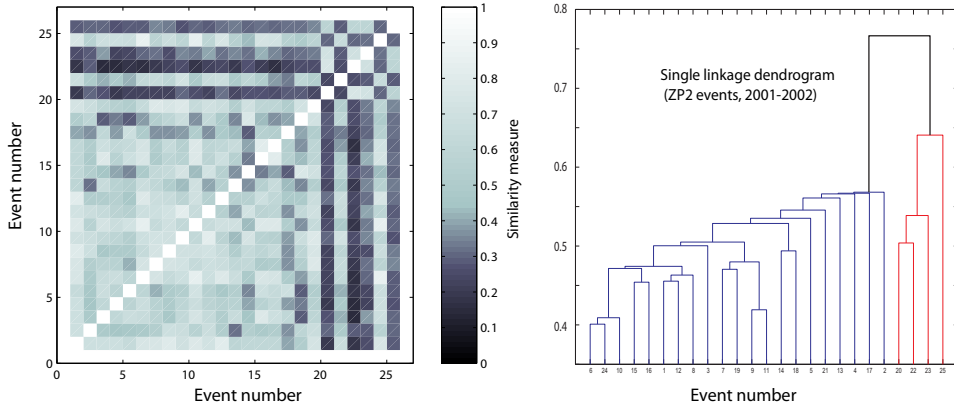 25
20
15
10
5
0
0 5 10 15 20 25
Event number
Event number
1
0.9
0.8
0.7
0.6
0.5
0.4
0.3
0.2
0.1
0
Similarity measure
0.8
0.7
0.6
0.5
0.4
Single linkage dendrogram
(ZP2 events, 2001-2002)
6 24 10 15 16 1 12 8 3 7 19 9 11 14 18 5 21 13 4 17 2 20 22 23 25
Event number